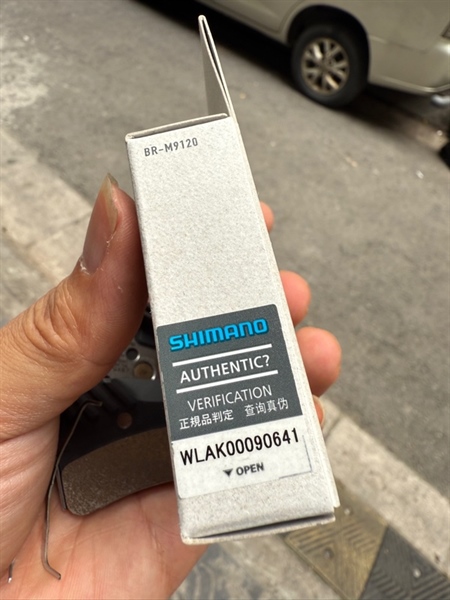 BR-M9120
SHIMANO
AUTHENTIC?
VERIFICATION
正規品判定 查询真伪
WLAK00090641
▼ OPEN